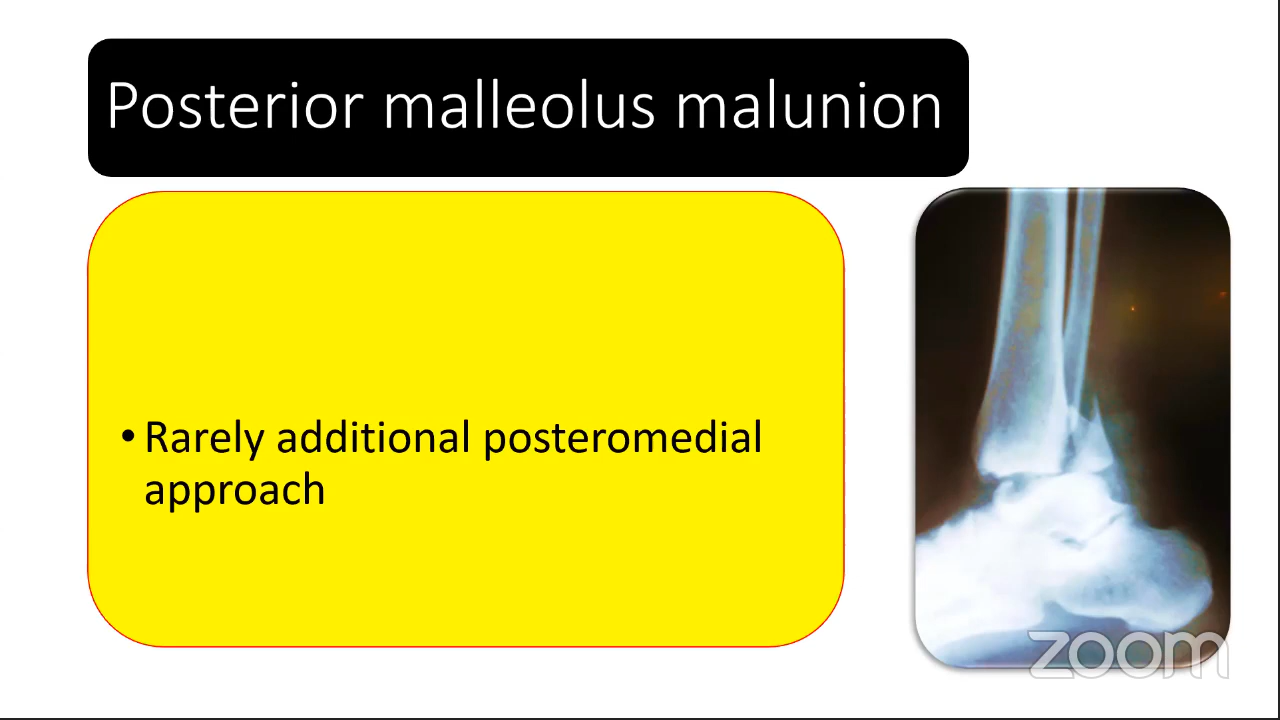 Posterior malleolus malunion
• Rarely additional posteromedial
approach
zoom